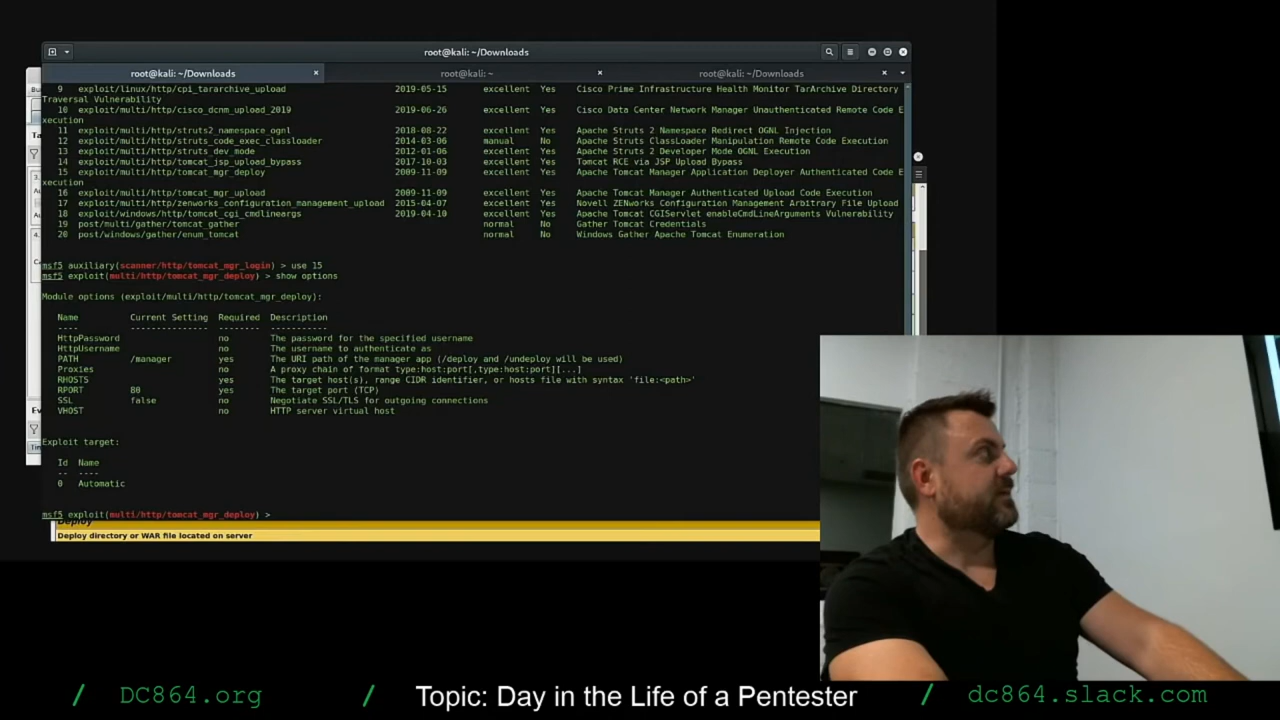 root@kali: ~/Downloads
root@kali: ~/Downloads
root@kali: ~
root@kali: ~/Downloads
9 exploit/linux/http/cpi_tararchive_upload 2019-05-15 excellent Yes Cisco Prime Infrastructure Health Monitor TarArchive Directory
Traversal Vulnerability
10 exploit/multi/http/cisco_dcnm_upload_2019 2019-06-26 excellent Yes Cisco Data Center Network Manager Unauthenticated Remote Code E
xecution
11 exploit/multi/http/struts2_namespace_ognl 2018-08-22 excellent Yes Apache Struts 2 Namespace Redirect OGNL Injection
12 exploit/multi/http/struts_code_exec_classloader 2014-03-06 manual No Apache Struts ClassLoader Manipulation Remote Code Execution
13 exploit/multi/http/struts_dev_mode 2012-01-06 excellent Yes Apache Struts 2 Developer Mode OGNL Execution
14 exploit/multi/http/tomcat_jsp_upload_bypass 2017-10-03 excellent Yes Tomcat RCE via JSP Upload Bypass
15 exploit/multi/http/tomcat_mgr_deploy 2009-11-09 excellent Yes Apache Tomcat Manager Application Deployer Authenticated Code E
xecution
16 exploit/multi/http/tomcat_mgr_upload 2009-11-09 excellent Yes Apache Tomcat Manager Authenticated Upload Code Execution
17 exploit/multi/http/zenworks_configuration_management_upload 2015-04-07 excellent Yes Novell ZENworks Configuration Management Arbitrary File Upload
18 exploit/windows/http/tomcat_cgi_cmdlineargs 2019-04-10 excellent Yes Apache Tomcat CGIServlet enableCmdLineArguments Vulnerability
19 post/multi/gather/tomcat_gather normal No Gather Tomcat Credentials
20 post/windows/gather/enum_tomcat normal No Windows Gather Apache Tomcat Enumeration
msf5 auxiliary(scanner/http/tomcat_mgr_login) > use 15
msf5 exploit(multi/http/tomcat_mgr_deploy) > show options
Module options (exploit/multi/http/tomcat_mgr_deploy):
Name Current Setting Required Description
---- --------------- -------- -----------
HttpPassword no The password for the specified username
HttpUsername no The username to authenticate as
PATH /manager yes The URI path of the manager app (/deploy and /undeploy will be used)
Proxies no A proxy chain of format type:host:port[,type:host:port][...]
RHOSTS yes The target host(s), range CIDR identifier, or hosts file with syntax 'file:<path>'
RPORT 80 yes The target port (TCP)
SSL false no Negotiate SSL/TLS for outgoing connections
VHOST no HTTP server virtual host
Exploit target:
Id Name
-- ----
0 Automatic
msf5 exploit(multi/http/tomcat_mgr_deploy) >
Deploy
Deploy directory or WAR file located on server
/ DC864.org / Topic: Day in the Life of a Pentester / dc864.slack.com